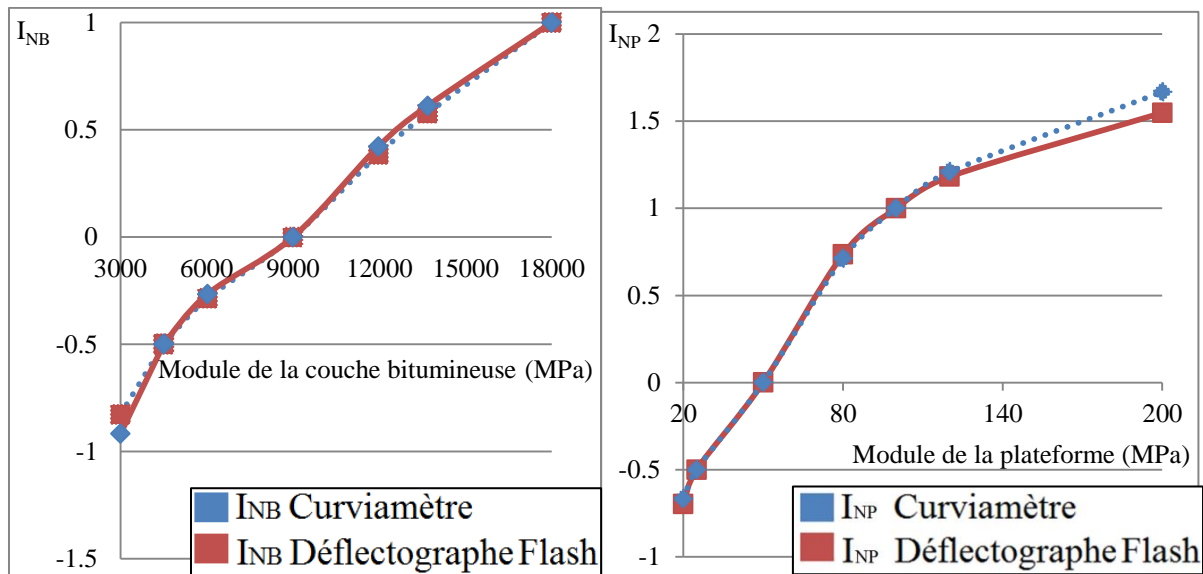 I_NB
1
0.5
0
3000 6000 9000 12000 15000 18000
-0.5
Module de la couche bitumineuse (MPa)
-1
-1.5
INB Curviamètre
INB Déflectographe Flash
I_NP
2
1.5
1
0.5
0
20 80 140 200
-0.5
Module de la plateforme (MPa)
-1
INP Curviamètre
INP Déflectographe Flash